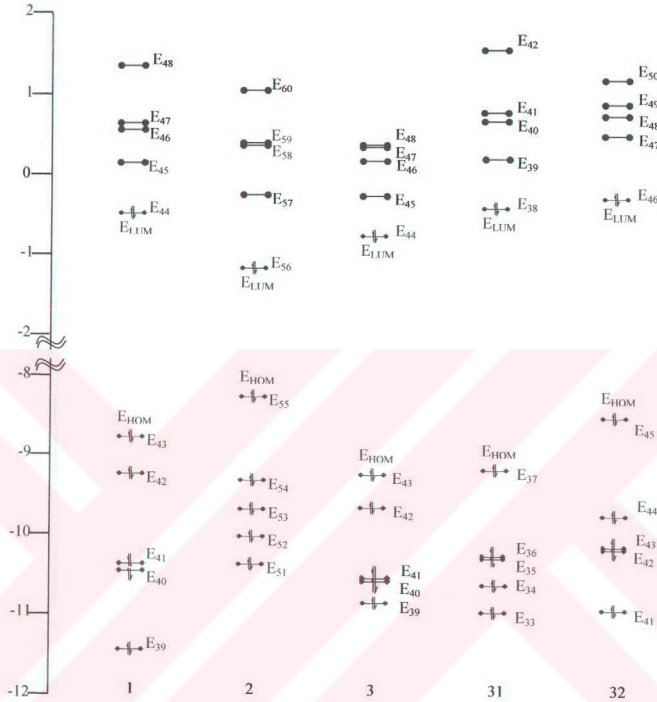 2
1
0
-1
-2
-8
-9
-10
-11
-12
E48
E47
E46
E45
E44
ELUM
EHOM
E43
E42
E41
E40
E39
1
E60
E59
E58
E57
E56
ELUM
EHOM
E55
E54
E53
E52
E51
2
E48
E47
E46
E45
E44
ELUM
EHOM
E43
E42
E41
E40
E39
3
E42
E41
E40
E39
E38
ELUM
EHOM
E37
E36
E35
E34
E33
31
E50
E49
E48
E47
E46
ELUM
EHOM
E45
E44
E43
E42
E41
32